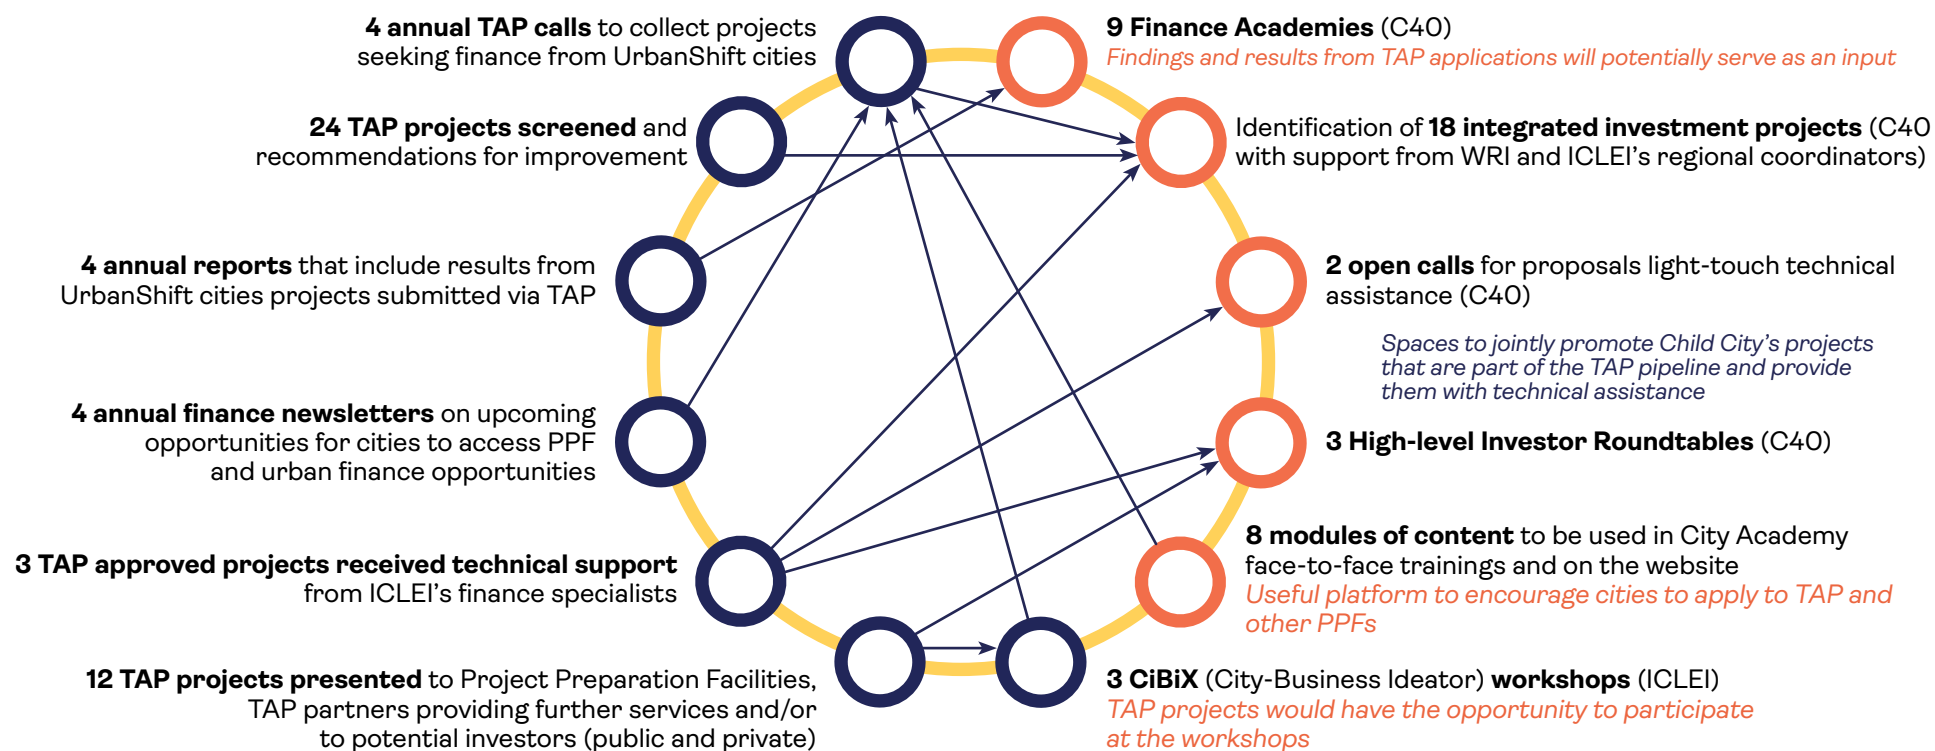 4 annual TAP calls to collect projects
seeking finance from UrbanShift cities
24 TAP projects screened and
recommendations for improvement
4 annual reports that include results from
UrbanShift cities projects submitted via TAP
4 annual finance newsletters on upcoming
opportunities for cities to access PPF
and urban finance opportunities
3 TAP approved projects received technical support
from ICLEI’s finance specialists
12 TAP projects presented to Project Preparation Facilities,
TAP partners providing further services and/or
to potential investors (public and private)
9 Finance Academies (C40)
Findings and results from TAP applications will potentially serve as an input
Identification of 18 integrated investment projects (C40
with support from WRI and ICLEI’s regional coordinators)
2 open calls for proposals light-touch technical
assistance (C40)
Spaces to jointly promote Child City’s projects
that are part of the TAP pipeline and provide
them with technical assistance
3 High-level Investor Roundtables (C40)
8 modules of content to be used in City Academy
face-to-face trainings and on the website
Useful platform to encourage cities to apply to TAP and
other PPFs
3 CiBiX (City-Business Ideator) workshops (ICLEI)
TAP projects would have the opportunity to participate
at the workshops